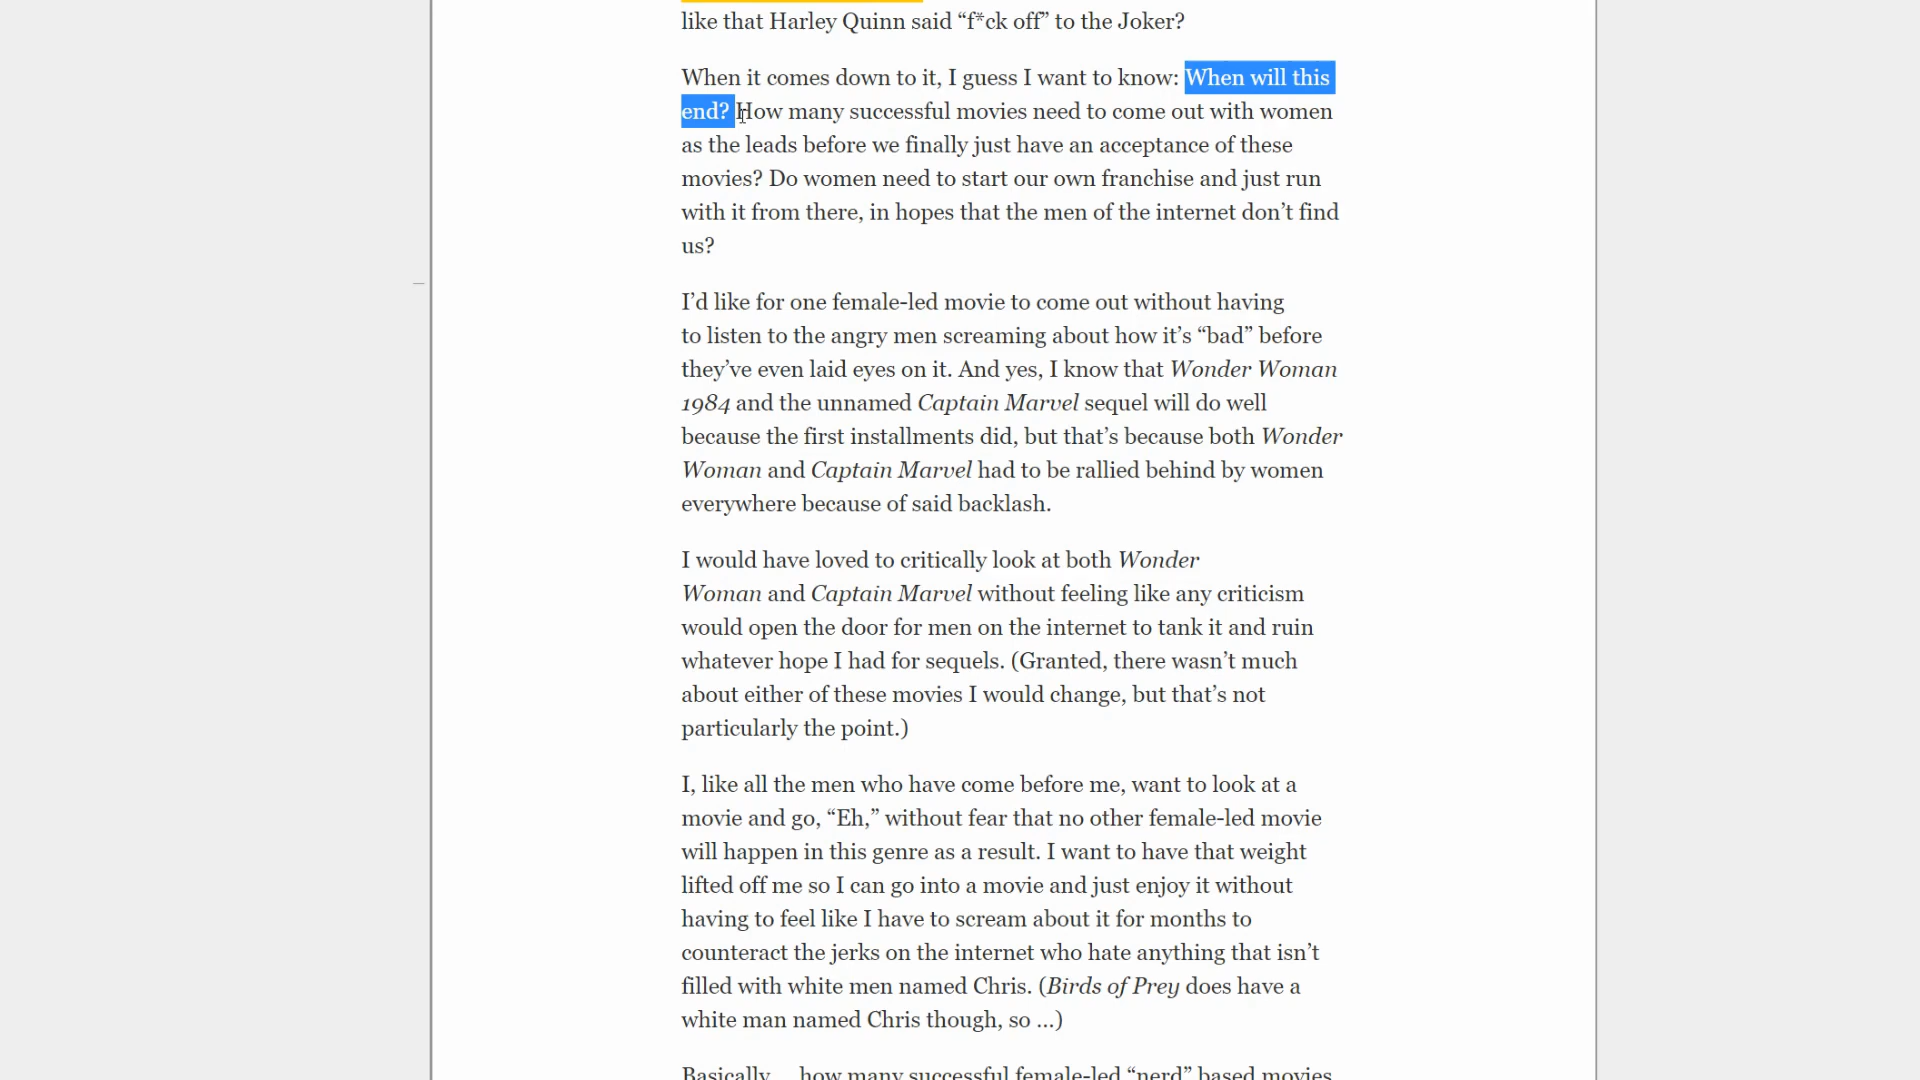 like that Harley Quinn said “f*ck off” to the Joker?
When it comes down to it, I guess I want to know: When will this
end? How many successful movies need to come out with women
as the leads before we finally just have an acceptance of these
movies? Do women need to start our own franchise and just run
with it from there, in hopes that the men of the internet don’t find
us?
I’d like for one female-led movie to come out without having
to listen to the angry men screaming about how it’s “bad” before
they’ve even laid eyes on it. And yes, I know that Wonder Woman
1984 and the unnamed Captain Marvel sequel will do well
because the first installments did, but that’s because both Wonder
Woman and Captain Marvel had to be rallied behind by women
everywhere because of said backlash.
I would have loved to critically look at both Wonder
Woman and Captain Marvel without feeling like any criticism
would open the door for men on the internet to tank it and ruin
whatever hope I had for sequels. (Granted, there wasn’t much
about either of these movies I would change, but that’s not
particularly the point.)
I, like all the men who have come before me, want to look at a
movie and go, “Eh,” without fear that no other female-led movie
will happen in this genre as a result. I want to have that weight
lifted off me so I can go into a movie and just enjoy it without
having to feel like I have to scream about it for months to
counteract the jerks on the internet who hate anything that isn’t
filled with white men named Chris. (Birds of Prey does have a
white man named Chris though, so …)
Basically … how many successful female-led “nerd” based movies